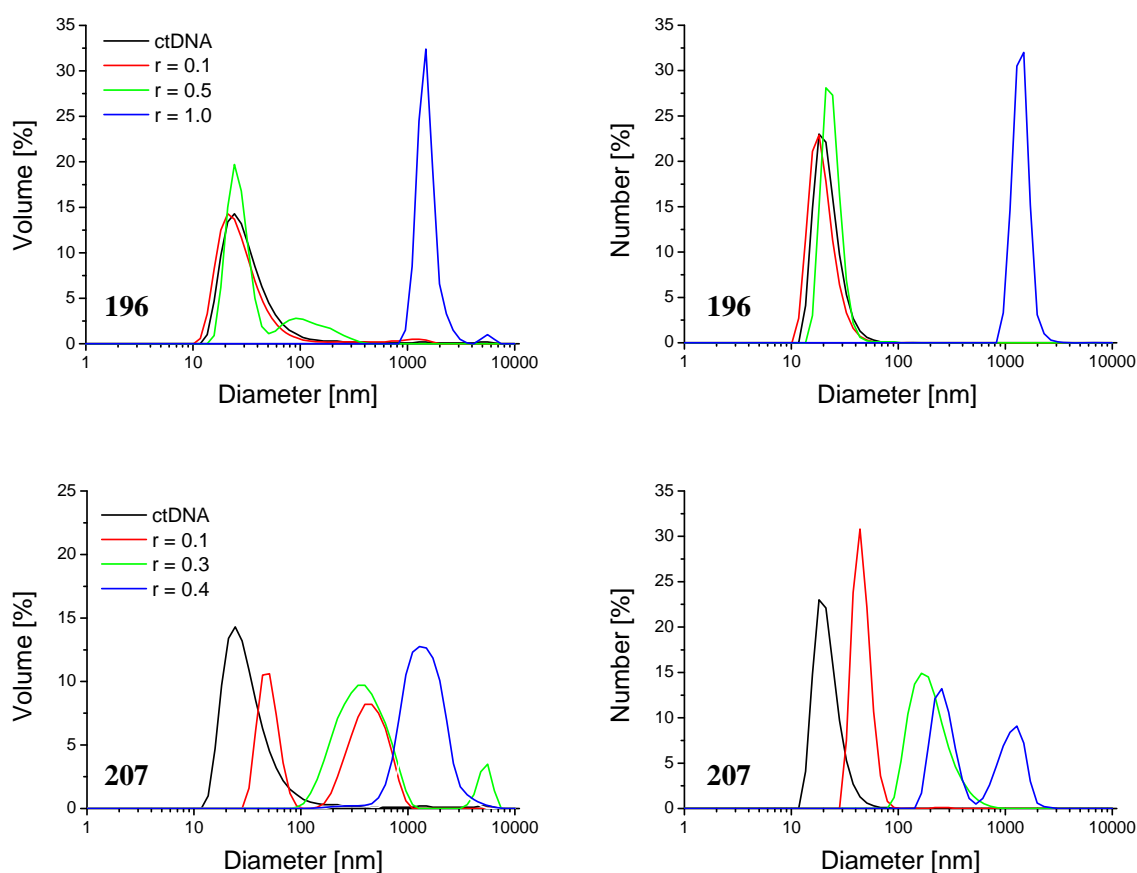 35
30
25
20
15
10
5
0
Volume [%]
ctDNA
r = 0.1
r = 0.5
r = 1.0
196
1 10 100 1000 10000
Diameter [nm]
35
30
25
20
15
10
5
0
Number [%]
196
1 10 100 1000 10000
Diameter [nm]
25
20
15
10
5
0
Volume [%]
ctDNA
r = 0.1
r = 0.3
r = 0.4
207
1 10 100 1000 10000
Diameter [nm]
35
30
25
20
15
10
5
0
Number [%]
207
1 10 100 1000 10000
Diameter [nm]